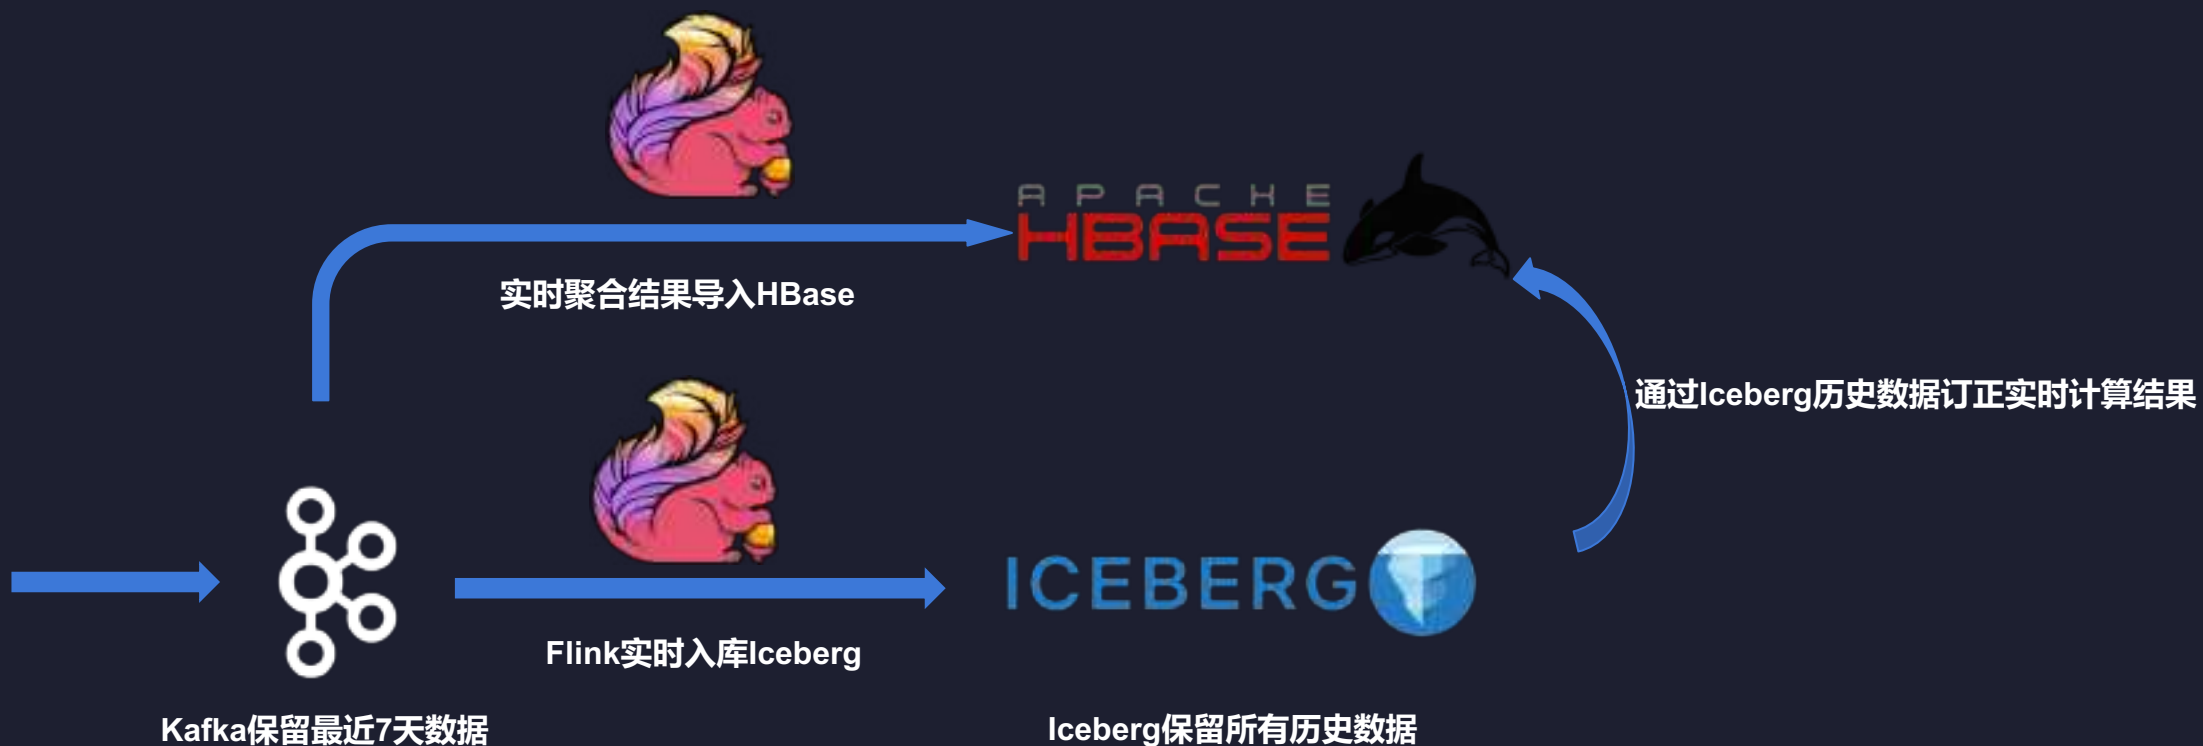 APACHE
HBASE
实时聚合结果导入HBase
通过Iceberg历史数据订正实时计算结果
ICEBERG
Flink实时入库Iceberg
Kafka保留最近7天数据
Iceberg保留所有历史数据